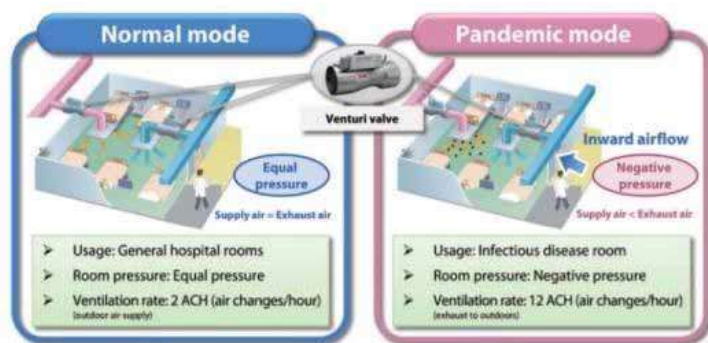 Normal mode
Pandemic mode
Venturi valve
Equal
pressure
Supply air = Exhaust air
Inward airflow
Negative
pressure
Supply air < Exhaust air
➤ Usage: General hospital rooms
➤ Room pressure: Equal pressure
➤ Ventilation rate: 2 ACH (air changes/hour)
(outdoor air supply)
➤ Usage: Infectious disease room
➤ Room pressure: Negative pressure
➤ Ventilation rate: 12 ACH (air changes/hour)
(exhaust to outdoors)